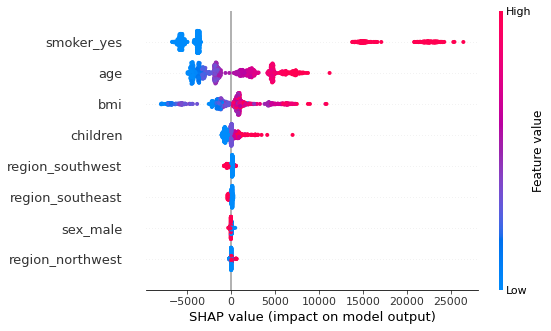 High
smoker_yes
age
bmi
children
region_southwest
region_southeast
sex_male
region_northwest
Feature value
Low
−5000 0 5000 10000 15000 20000 25000
SHAP value (impact on model output)